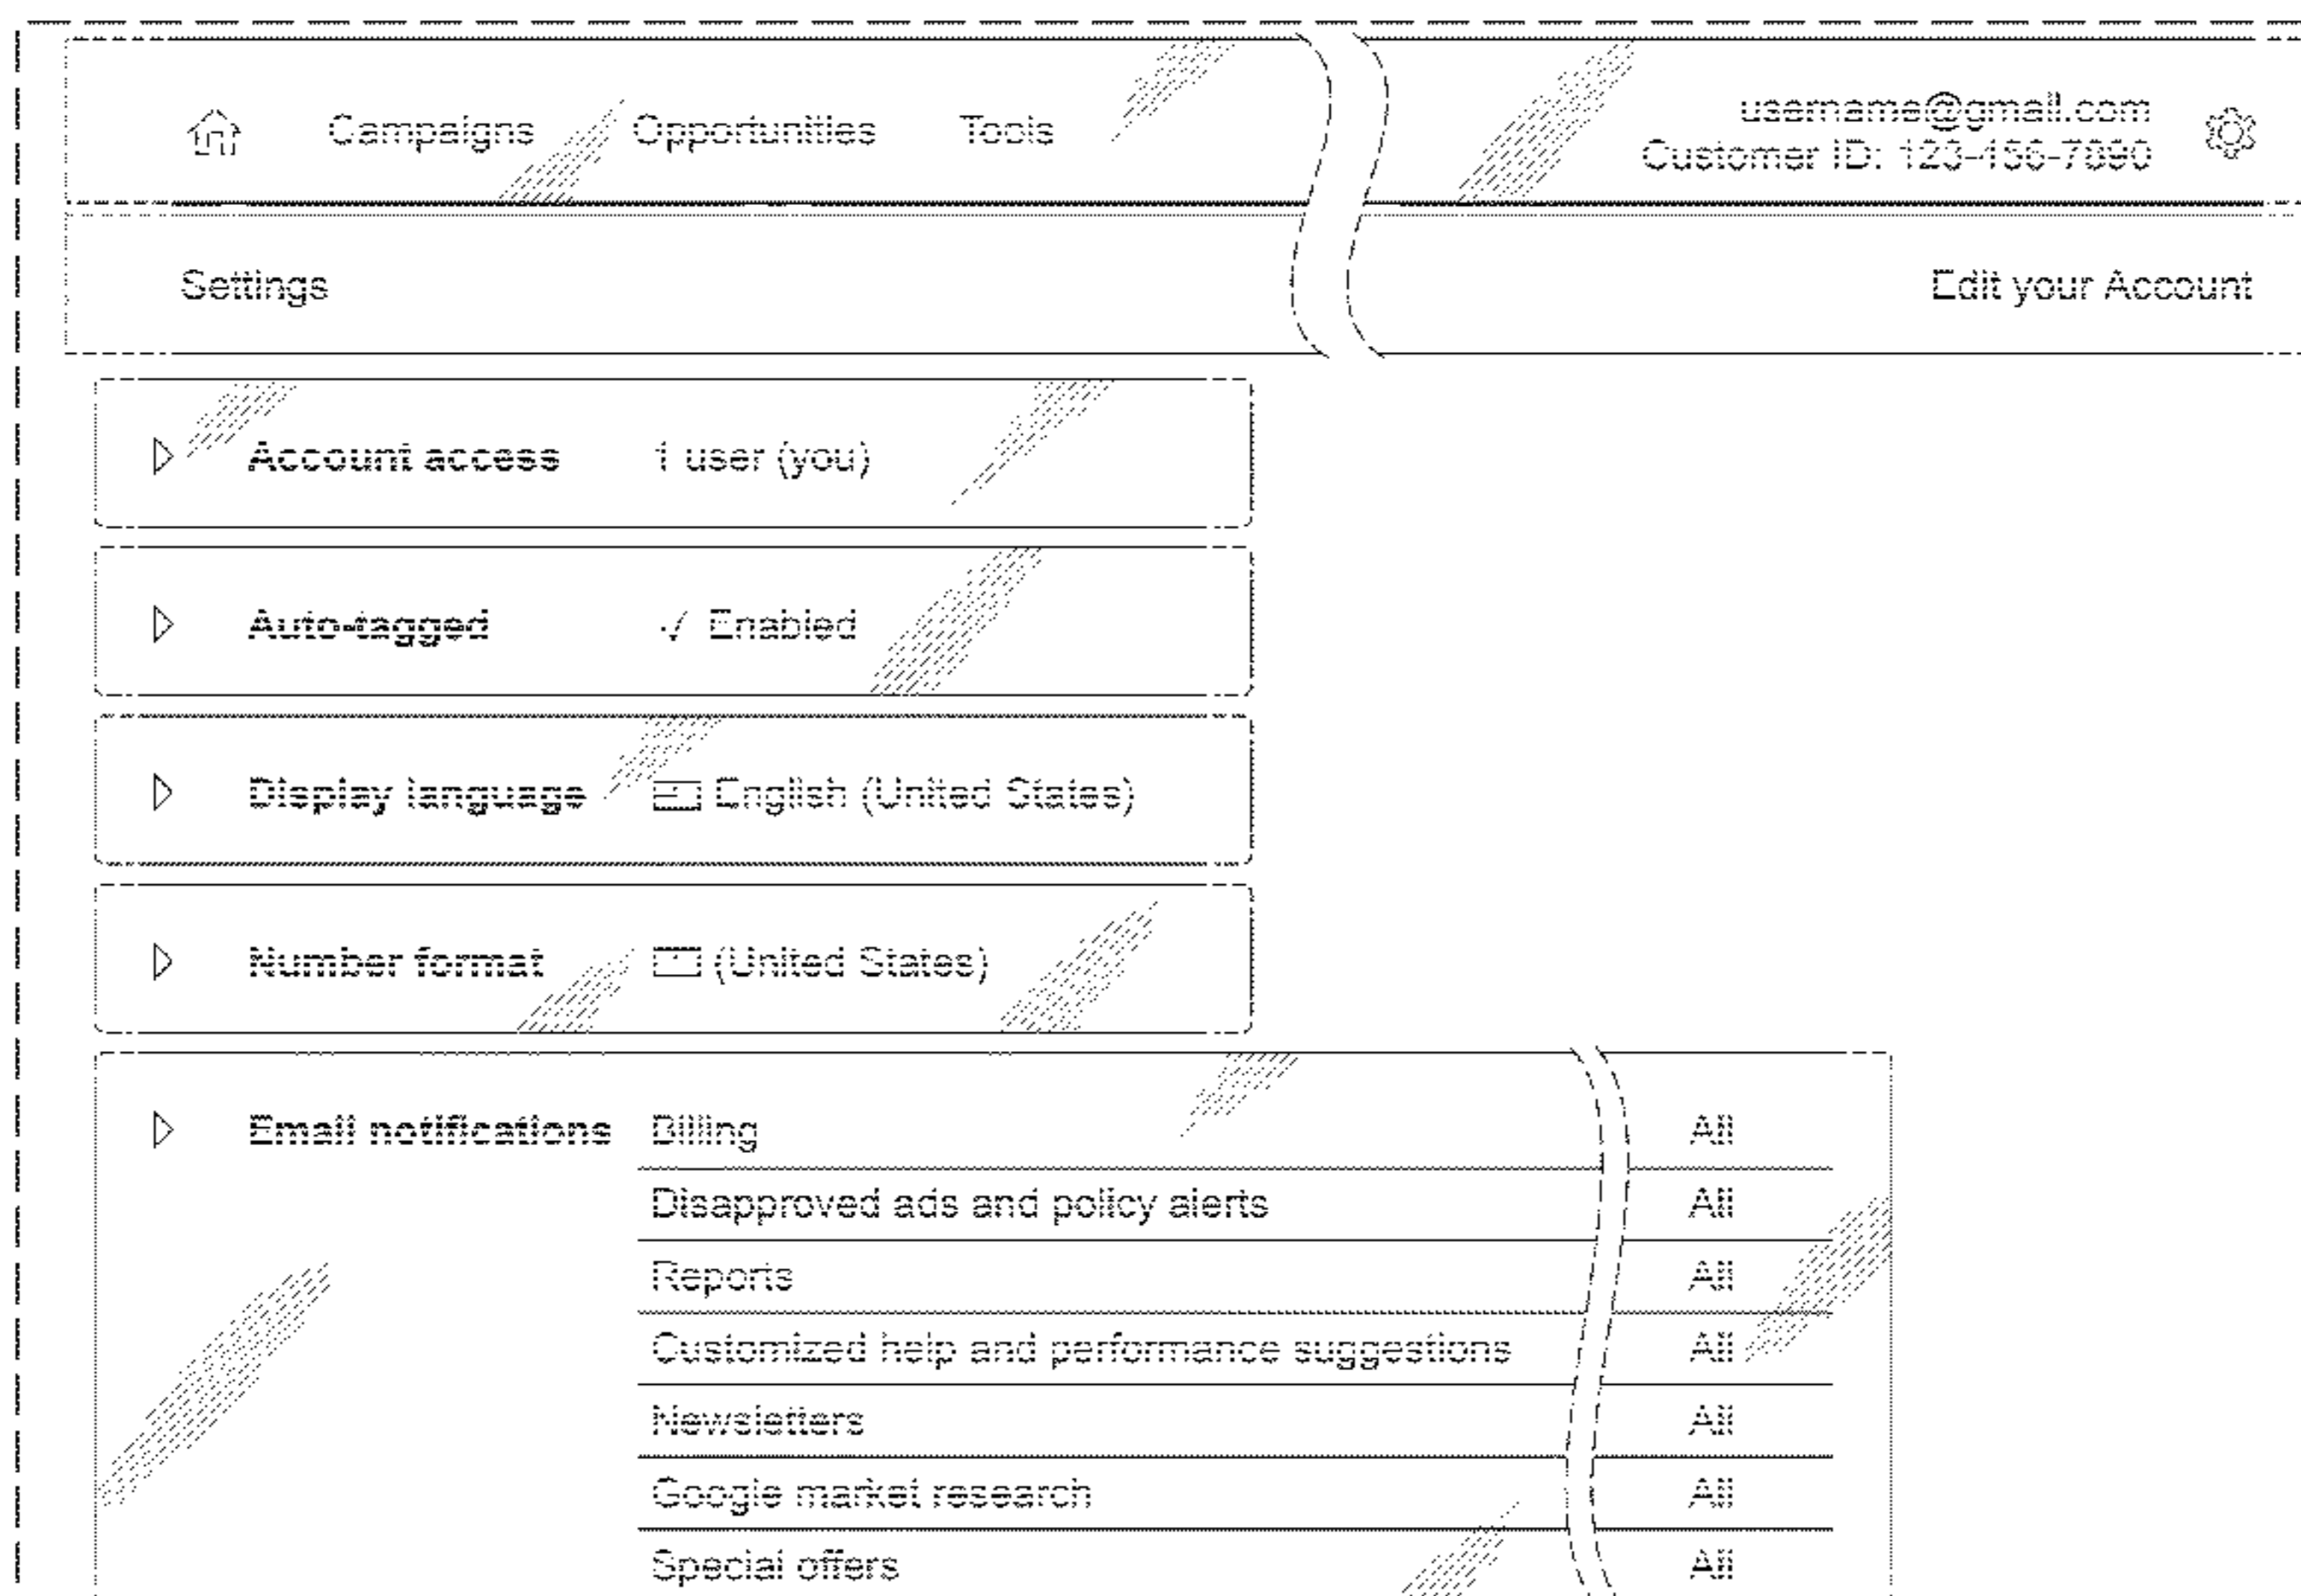 Campaigns Opportunities Tools
username@gmail.com
Customer ID: 123-456-7890
Settings Edit your Account
Account access 1 user (you)
Auto-tagged ✓ Enabled
Display language English (United States)
Number format (United States)
Email notifications Billing All
Disapproved ads and policy alerts All
Reports All
Customized help and performance suggestions All
Newsletters All
Google market research All
Special offers All